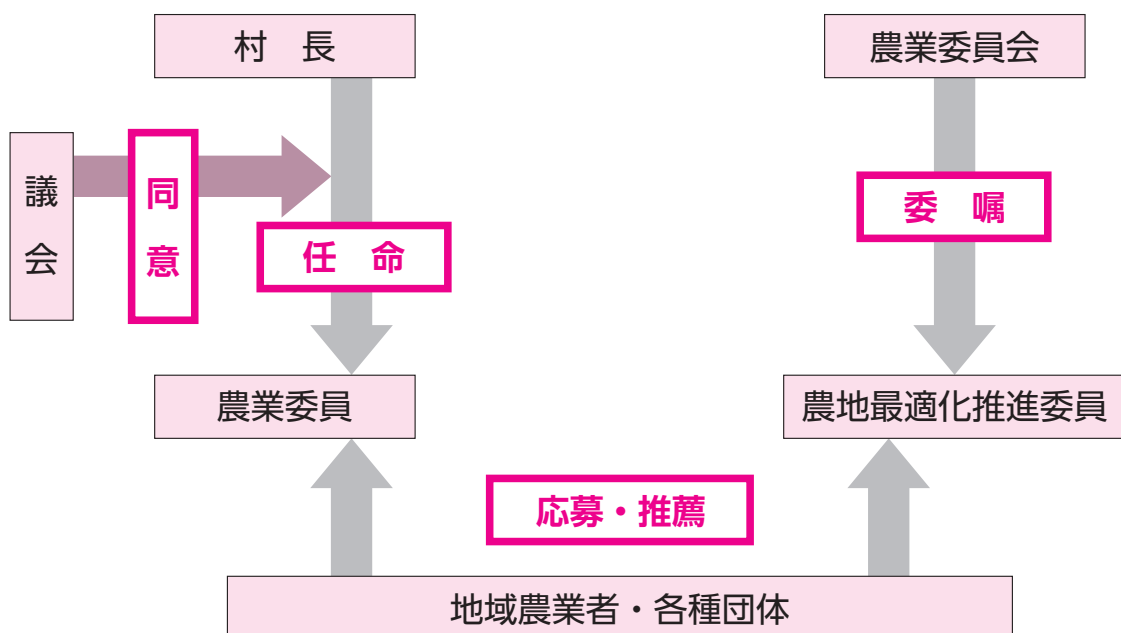 村　長
農業委員会
議会
同意
任　命
委　嘱
農業委員
農地最適化推進委員
応募・推薦
地域農業者・各種団体